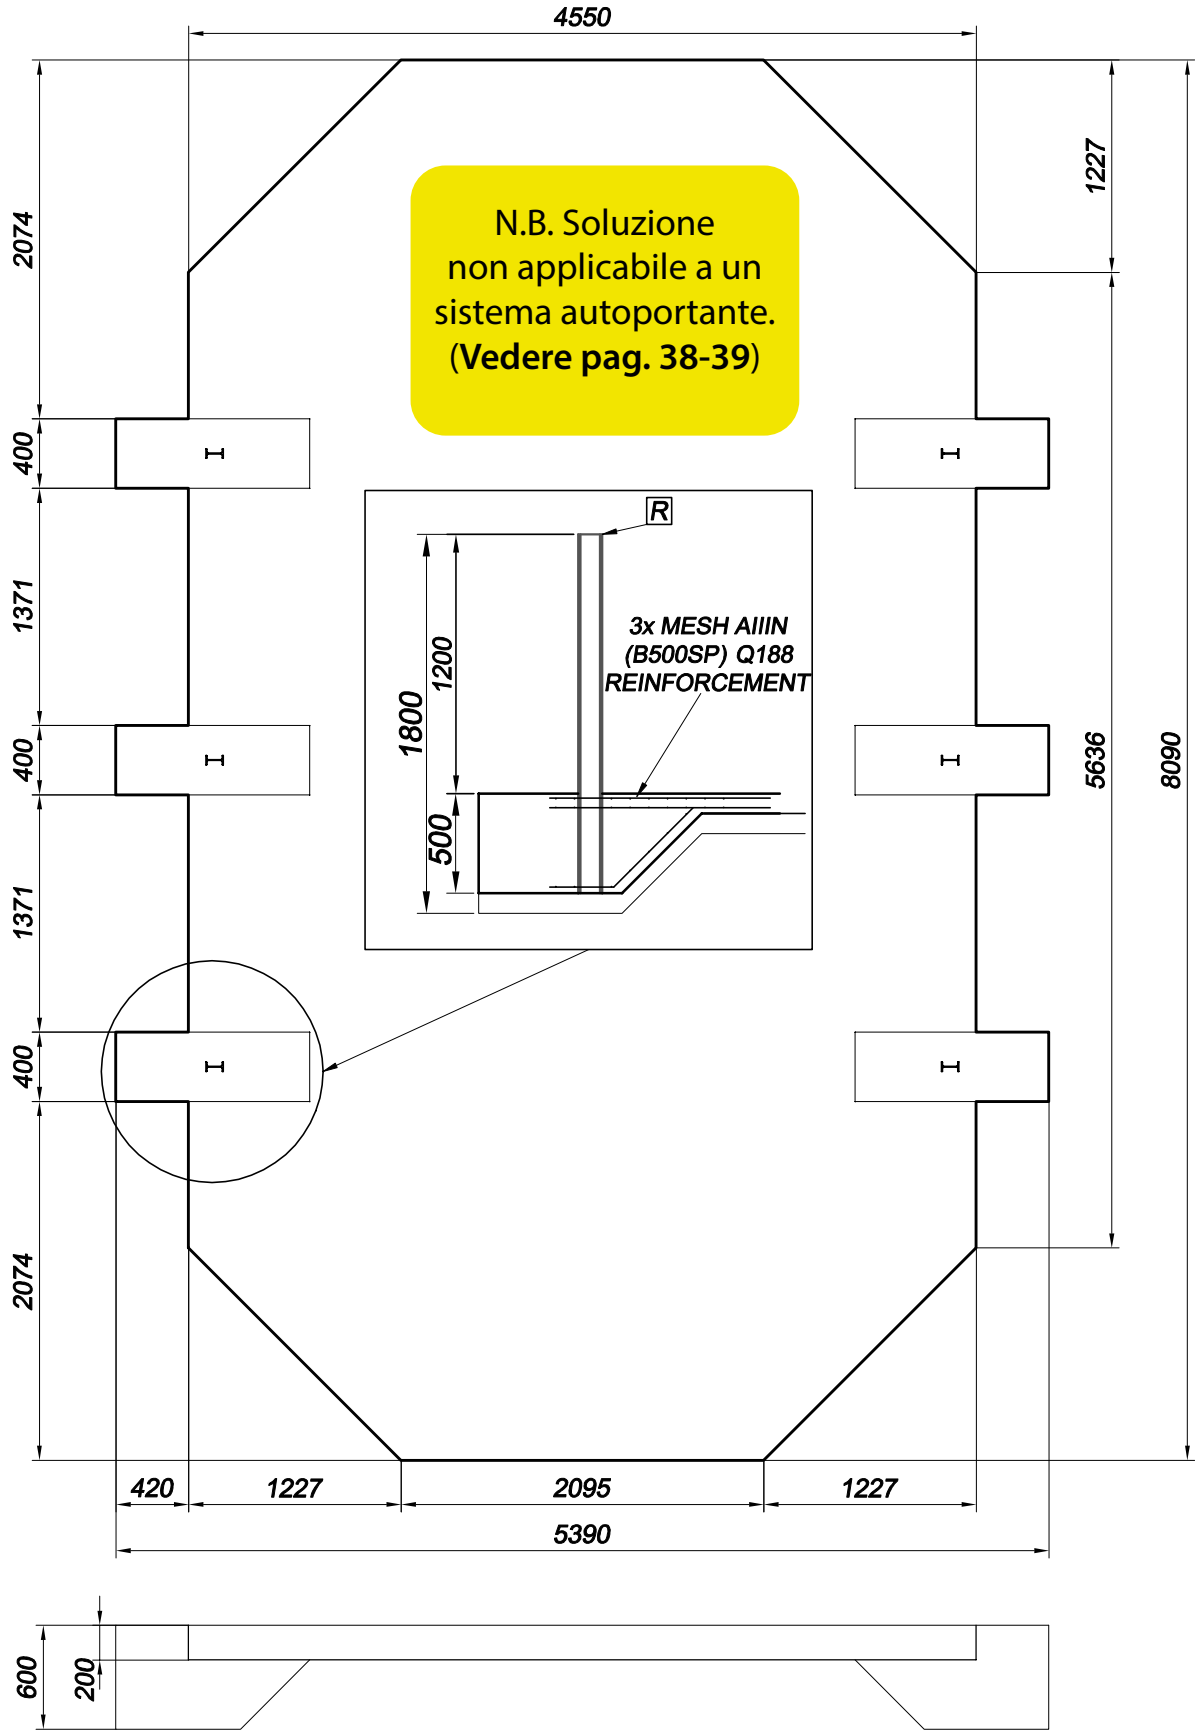 4550
2074
400
1371
400
1371
400
2074
1227
5636
8090
N.B. Soluzione
non applicabile a un
sistema autoportante.
(Vedere pag. 38-39)
R
1200
1800
500
3x MESH AIIIN
(B500SP) Q188
REINFORCEMENT
420
1227
2095
1227
5390
600
200